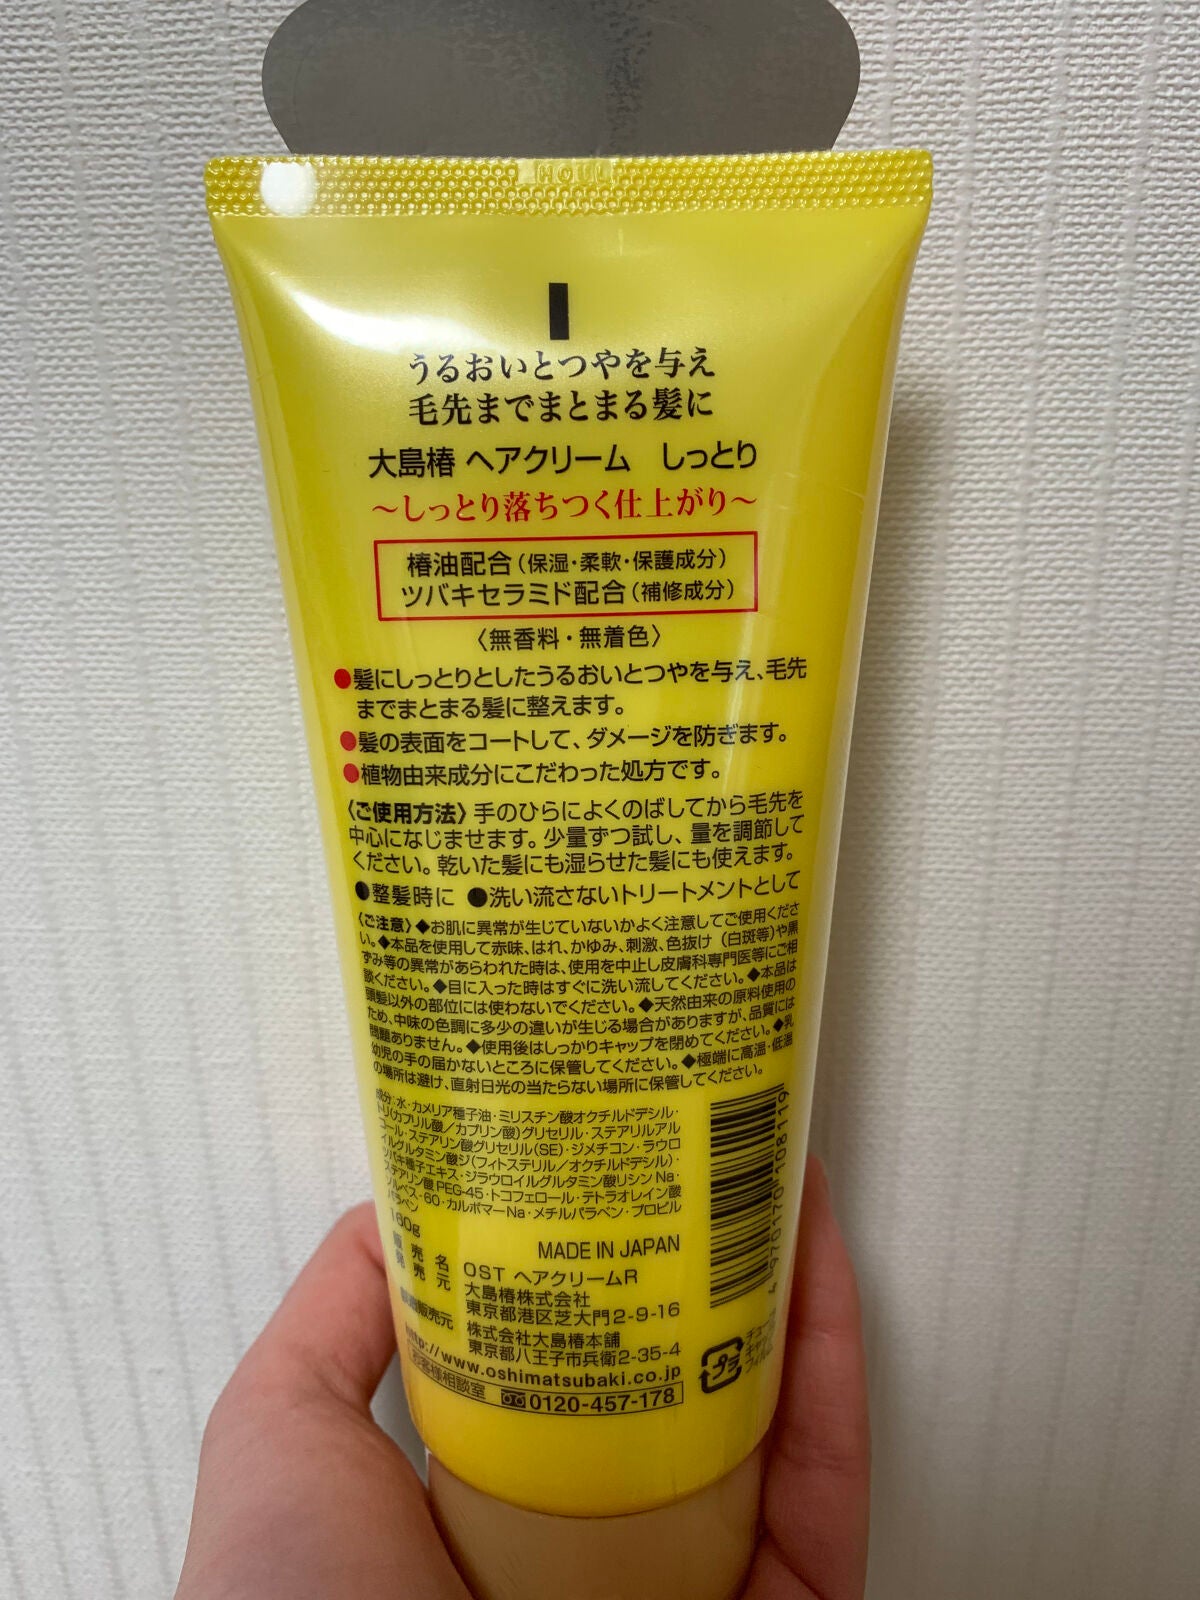 うるおいとつやを与え
毛先までまとまる髪に
大島椿 ヘアクリーム しっとり
～しっとり落ちつく仕上がり～
椿油配合(保湿・柔軟・保護成分)
ツバキセラミド配合(補修成分)
〈無香料・無着色〉
●髪にしっとりとしたうるおいとつやを与え、毛先
までまとまる髪に整えます。
●髪の表面をコートして、ダメージを防ぎます。
●植物由来成分にこだわった処方です。
〈ご使用方法〉手のひらによくのばしてから毛先を
中心になじませます。少量ずつ試し、量を調節して
ください。乾いた髪にも湿らせた髪にも使えます。
●整髪時に ●洗い流さないトリートメントとして
〈ご注意〉◆お肌に異常が生じていないかよく注意してご使用くださ
い。◆本品を使用して赤味、はれ、かゆみ、刺激、色抜け(白斑等)や黒
ずみ等の異常があらわれた時は、使用を中止し皮膚科専門医等にご相
談ください。◆目に入った時はすぐに洗い流してください。◆本品は
頭髪以外の部位には使わないでください。◆天然由来の原料使用の
ため、中味の色調に多少の違いが生じる場合がありますが、品質には
問題ありません。◆使用後はしっかりキャップを閉めてください。◆乳
幼児の手の届かないところに保管してください。◆極端に高温・低温
の場所は避け、直射日光の当たらない場所に保管してください。
成分:水・カメリア種子油・ミリスチン酸オクチルドデシル・
トリ(カプリル酸/カプリン酸)グリセリル・ステアリルアル
コール・ステアリン酸グリセリル(SE)・ジメチコン・ラウロ
イルグルタミン酸ジ(フィトステリル/オクチルドデシル)・
ツバキ種子エキス・ジラウロイルグルタミン酸リシンNa・
ステアリン酸PEG-45・トコフェロール・テトラオレイン酸
ソルベス-60・カルボマーNa・メチルパラベン・プロピル
パラベン
160g
MADE IN JAPAN
販売名 OST ヘアクリームR
発売元 大島椿株式会社
東京都港区芝大門2-9-16
製造販売元 株式会社大島椿本舗
東京都八王子市兵衛2-35-4
http://www.oshimatsubaki.co.jp
お客様相談室 0120-457-178
4 970170 108119
プラ
チューブ
キャップ
フィルム